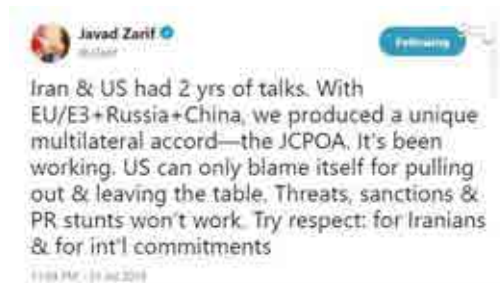 Javad Zarif
Following
Iran & US had 2 yrs of talks. With
EU/E3+Russia+China, we produced a unique
multilateral accord—the JCPOA. It's been
working. US can only blame itself for pulling
out & leaving the table. Threats, sanctions &
PR stunts won't work. Try respect: for Iranians
& for int'l commitments